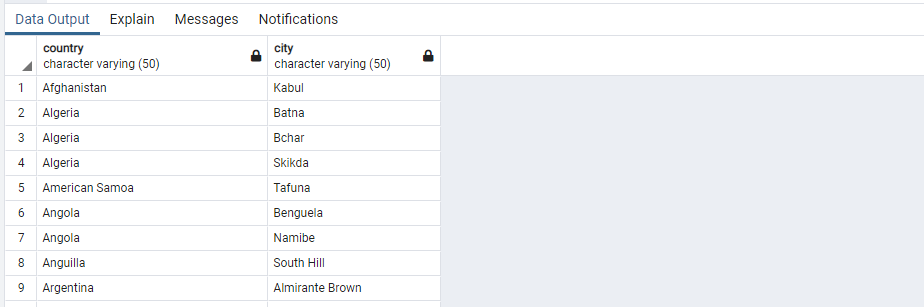 Data Output Explain Messages Notifications
country city
character varying (50) character varying (50)
1 Afghanistan Kabul
2 Algeria Batna
3 Algeria Bchar
4 Algeria Skikda
5 American Samoa Tafuna
6 Angola Benguela
7 Angola Namibe
8 Anguilla South Hill
9 Argentina Almirante Brown